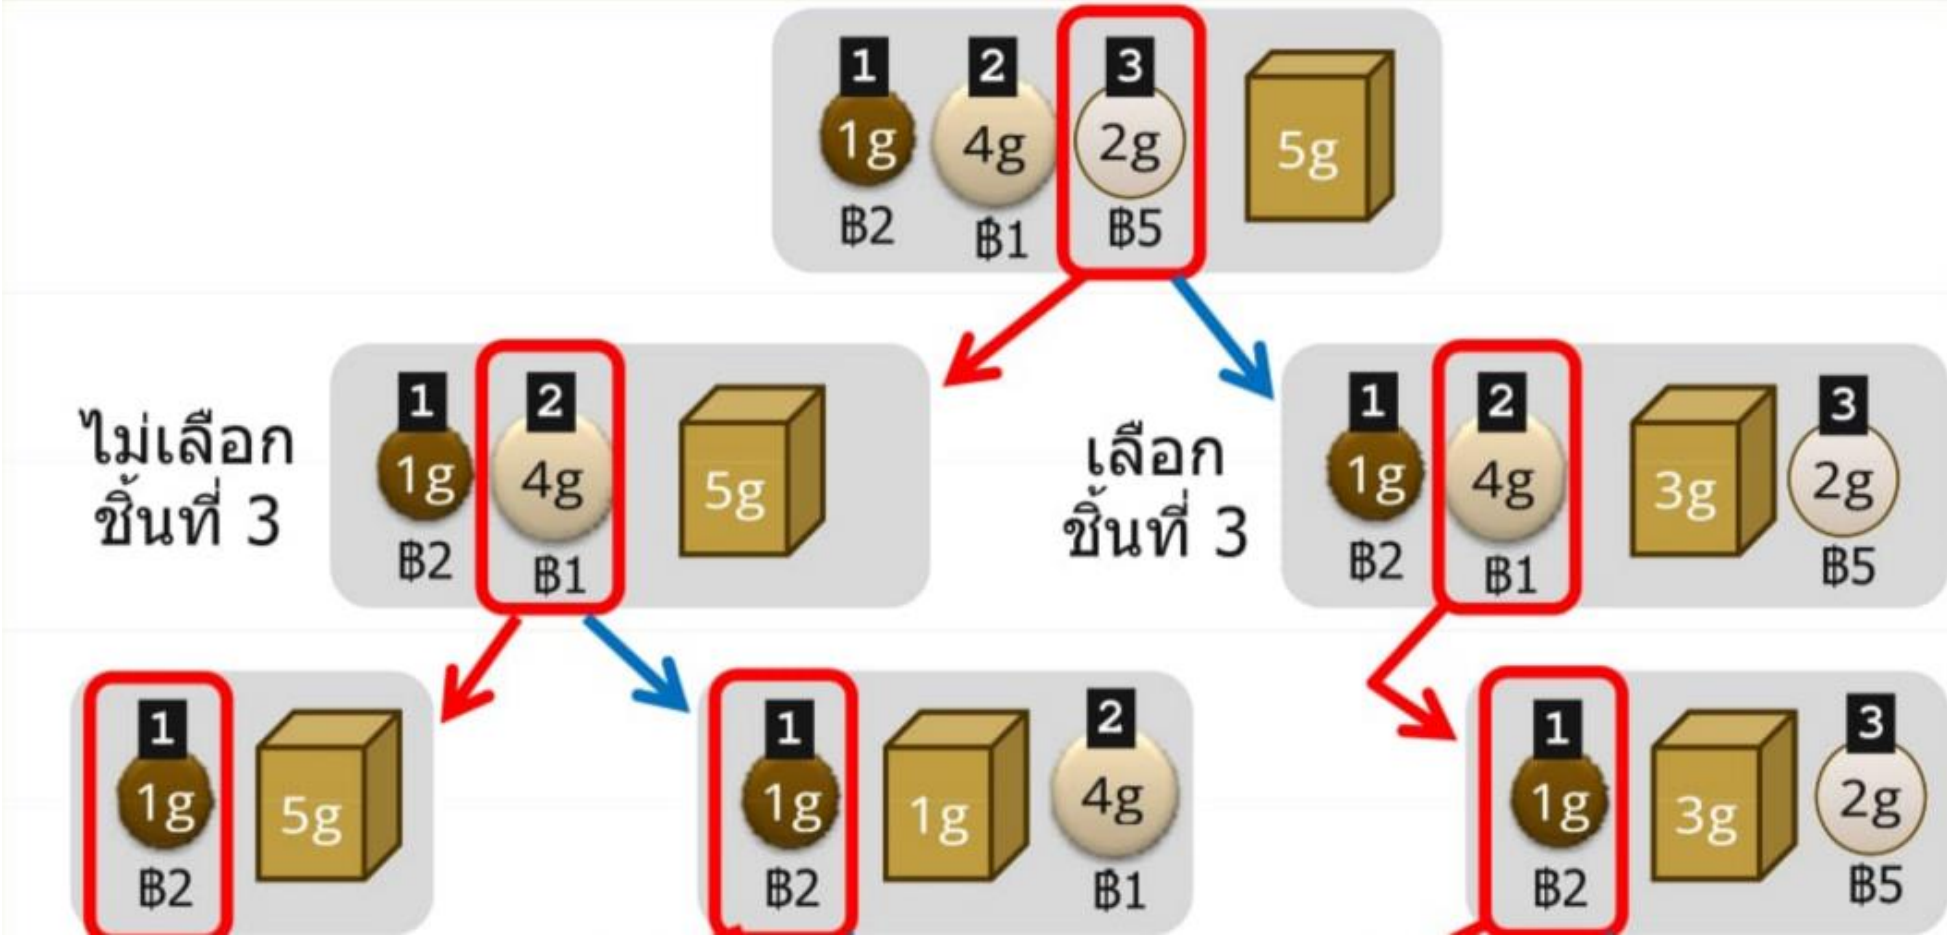 1 2 3
1g 4g 2g 5g
฿2 ฿1 ฿5
ไม่เลือก
ชิ้นที่ 3
1 2
1g 4g 5g
฿2 ฿1
เลือก
ชิ้นที่ 3
1 2 3
1g 4g 3g 2g
฿2 ฿1 ฿5
1
1g 5g
฿2
1 2
1g 1g 4g
฿2 ฿1
1 3
1g 3g 2g
฿2 ฿5